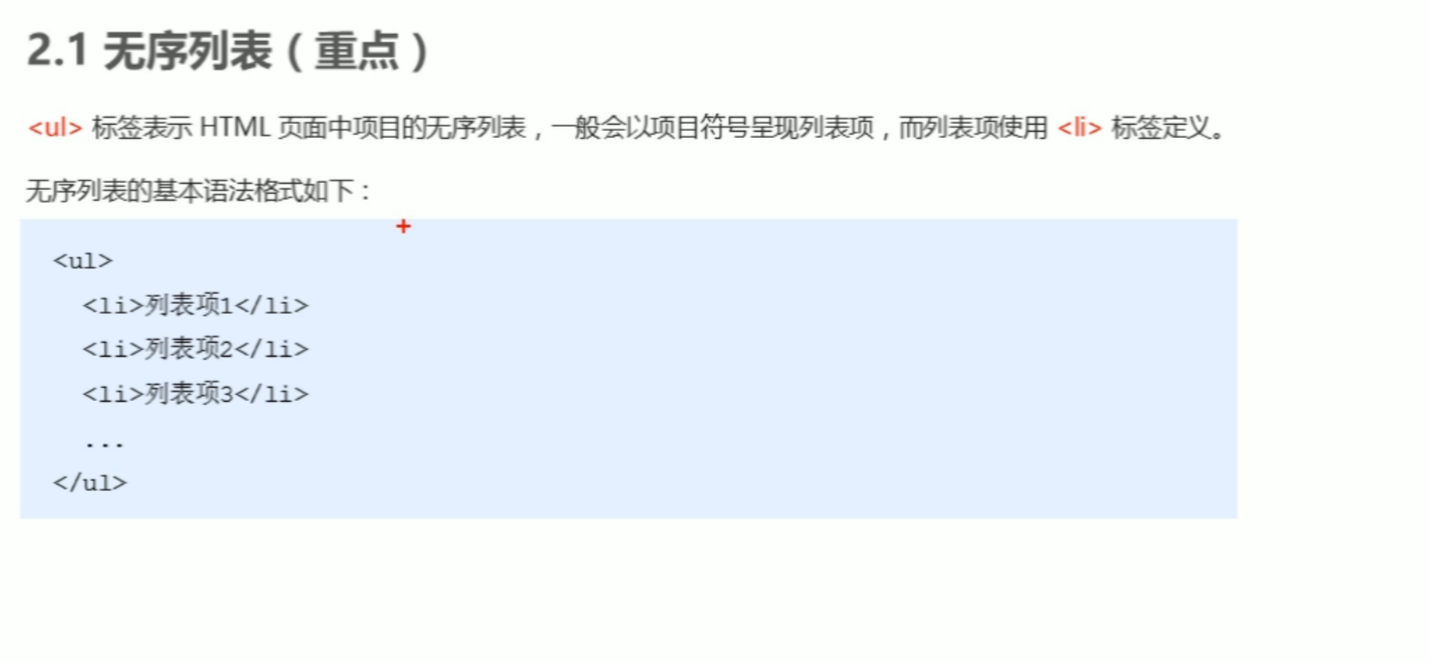 2.1 无序列表（重点）
<ul> 标签表示 HTML 页面中项目的无序列表，一般会以项目符号呈现列表项，而列表项使用 <li> 标签定义。
无序列表的基本语法格式如下：
<ul>
<li>列表项1</li>
<li>列表项2</li>
<li>列表项3</li>
...
</ul>